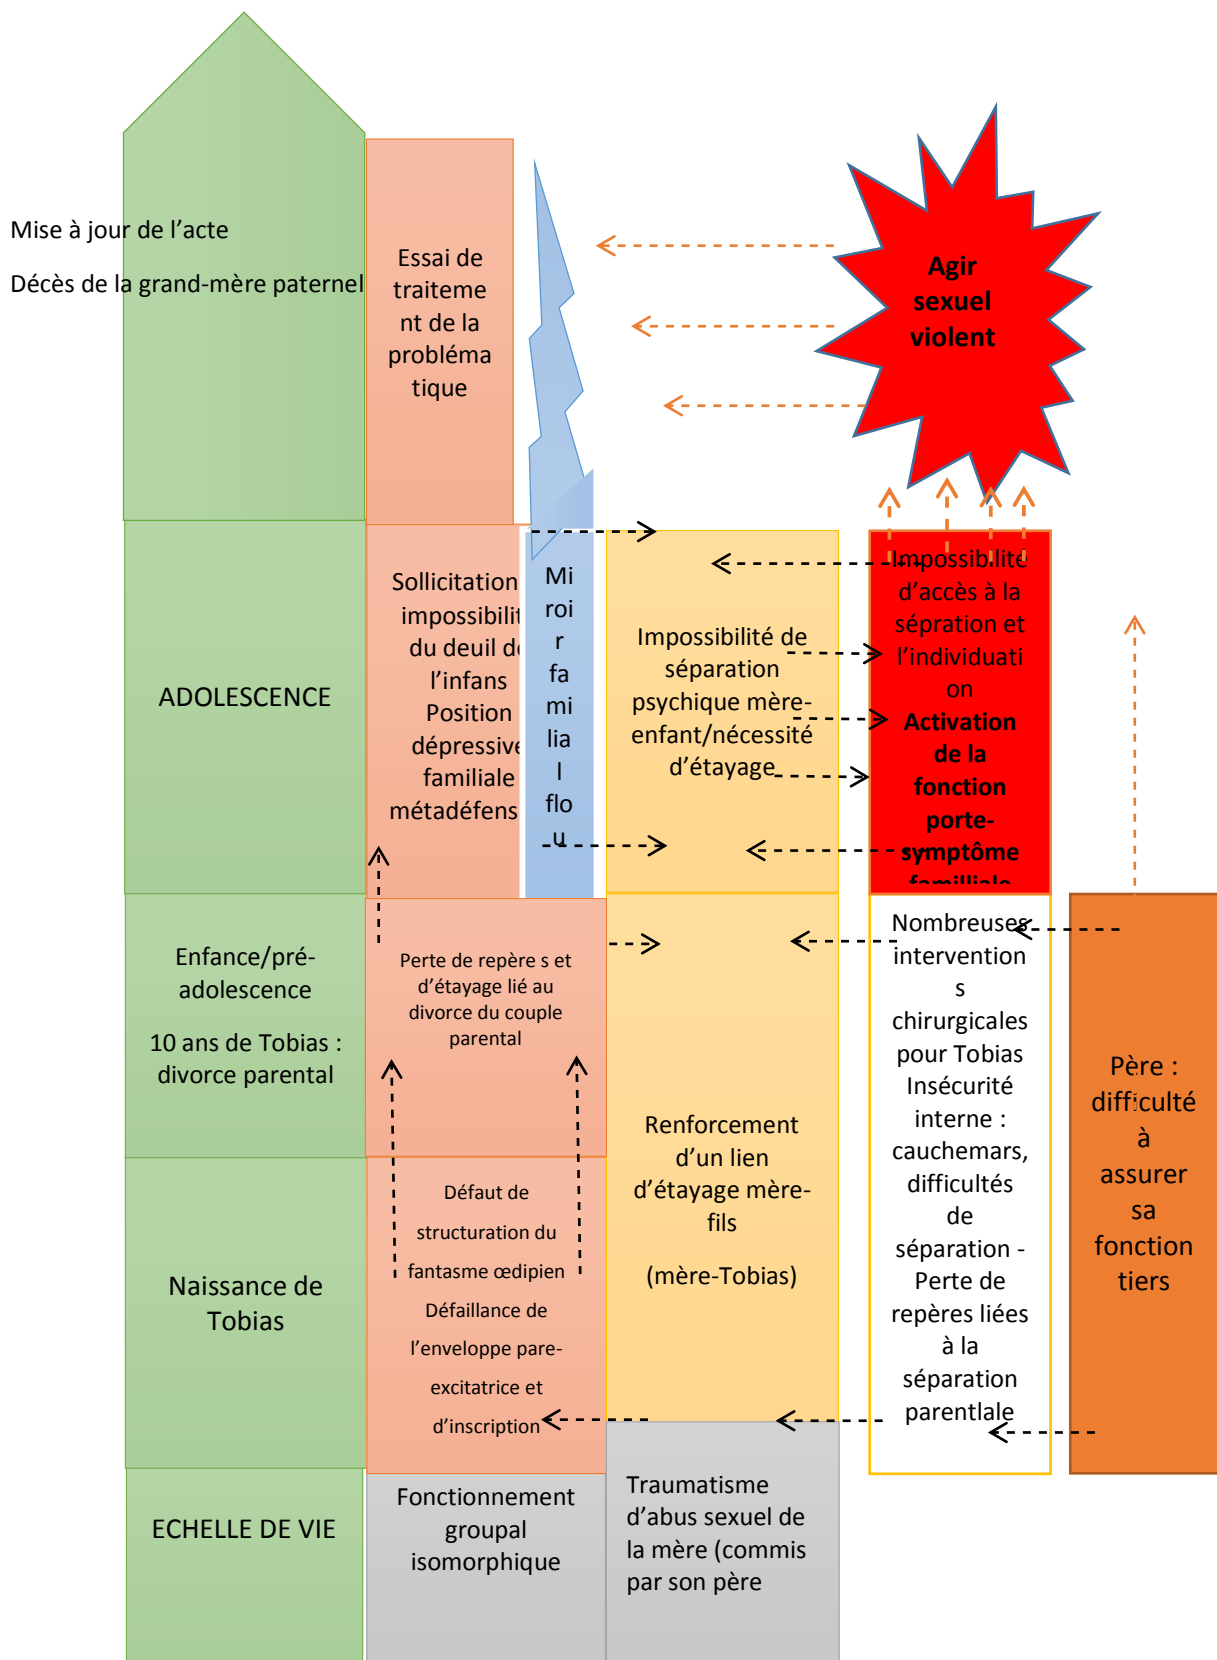 Mise à jour de l’acte
Décès de la grand-mère paternel
Essai de
traiteme
nt de la
probléma
tique
Agir
sexuel
violent
ADOLESCENCE
Sollicitation
impossibilit
du deuil de
l’infans
Position
dépressive
familiale
métadéfens
Mi
roi
r
fa
mi
lia
l
flo
u
Impossibilité de
séparation
psychique mère-
enfant/nécessité
d’étayage
Impossibilité
d’accès à la
sépration et
l’individuati
on
Activation
de la
fonction
porte-
symptôme
familliale
Enfance/pré-
adolescence
10 ans de Tobias :
divorce parental
Perte de repère s et
d’étayage lié au
divorce du couple
parental
Renforcement
d’un lien
d’étayage mère-
fils
(mère-Tobias)
Nombreuses
intervention
s
chirurgicales
pour Tobias
Insécurité
interne :
cauchemars,
difficultés
de
séparation -
Perte de
repères liées
à la
séparation
parentlale
Père :
difficulté
à
assurer
sa
fonction
tiers
Naissance de
Tobias
Défaut de
structuration du
fantasme œdipien
Défaillance de
l’enveloppe pare-
excitatrice et
d’inscription
ECHELLE DE VIE
Fonctionnement
groupal
isomorphique
Traumatisme
d’abus sexuel de
la mère (commis
par son père